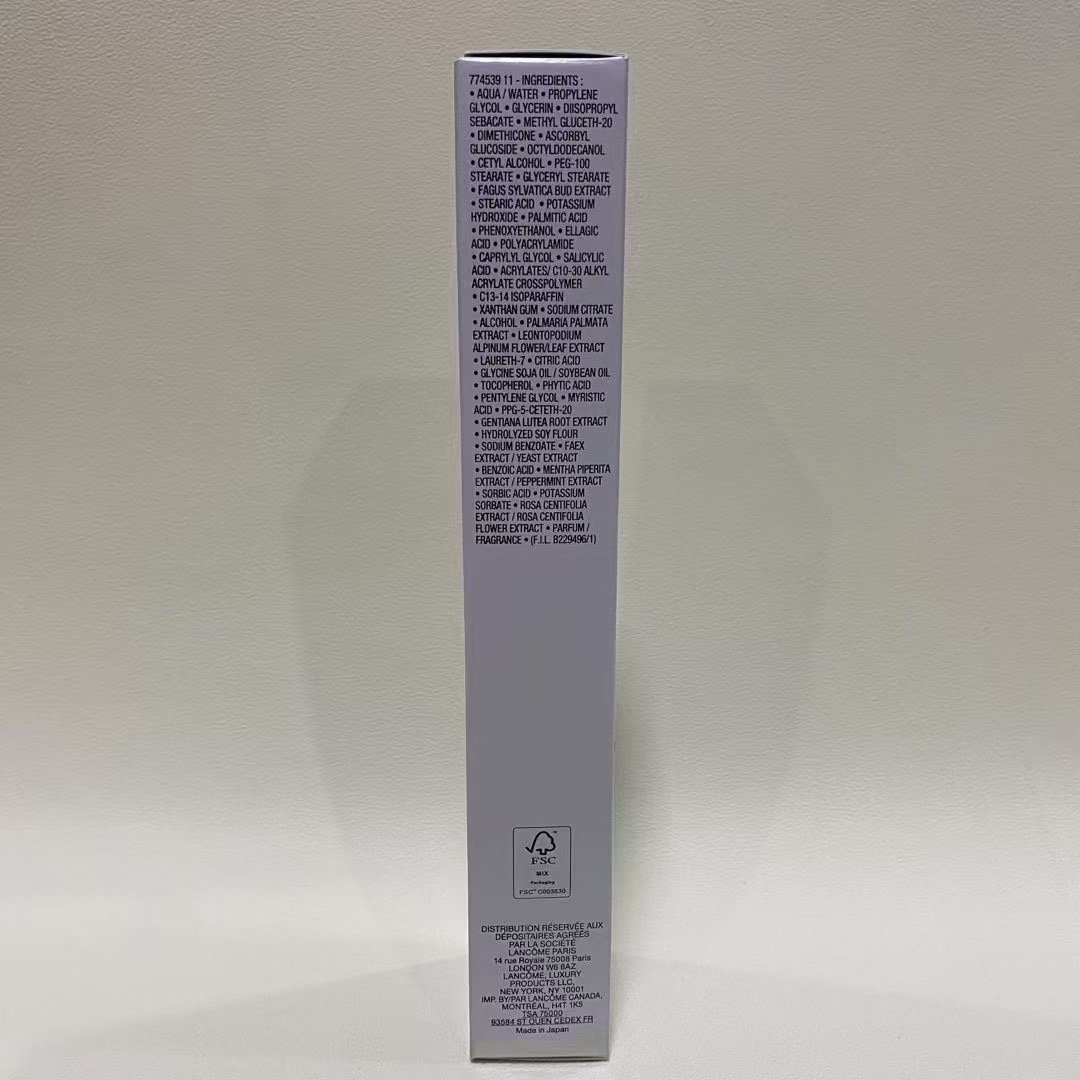 774539 11 - INGREDIENTS :
• AQUA / WATER • PROPYLENE
GLYCOL • GLYCERIN • DIISOPROPYL
SEBACATE • METHYL GLUCETH-20
• DIMETHICONE • ASCORBYL
GLUCOSIDE • OCTYLDODECANOL
• CETYL ALCOHOL • PEG-100
STEARATE • GLYCERYL STEARATE
• FAGUS SYLVATICA BUD EXTRACT
• STEARIC ACID • POTASSIUM
HYDROXIDE • PALMITIC ACID
• PHENOXYETHANOL • ELLAGIC
ACID • POLYACRYLAMIDE
• CAPRYLYL GLYCOL • SALICYLIC
ACID • ACRYLATES/ C10-30 ALKYL
ACRYLATE CROSSPOLYMER
• C13-14 ISOPARAFFIN
• XANTHAN GUM • SODIUM CITRATE
• ALCOHOL • PALMARIA PALMATA
EXTRACT • LEONTOPODIUM
ALPINUM FLOWER/LEAF EXTRACT
• LAURETH-7 • CITRIC ACID
• GLYCINE SOJA OIL / SOYBEAN OIL
• TOCOPHEROL • PHYTIC ACID
• PENTYLENE GLYCOL • MYRISTIC
ACID • PPG-5-CETETH-20
• GENTIANA LUTEA ROOT EXTRACT
• HYDROLYZED SOY FLOUR
• SODIUM BENZOATE • FAEX
EXTRACT / YEAST EXTRACT
• BENZOIC ACID • MENTHA PIPERITA
EXTRACT / PEPPERMINT EXTRACT
• SORBIC ACID • POTASSIUM
SORBATE • ROSA CENTIFOLIA
EXTRACT / ROSA CENTIFOLIA
FLOWER EXTRACT • PARFUM /
FRAGRANCE • (F.I.L. B229496/1)
FSC
MIX
Packaging
FSC™ C003630
DISTRIBUTION RÉSERVÉE AUX
DÉPOSITAIRES AGRÉÉS
PAR LA SOCIÉTÉ
LANCÔME PARIS
14 rue Royale 75008 Paris
LONDON W6 8AZ
LANCÔME, LUXURY
PRODUCTS LLC,
NEW YORK, NY 10001
IMP. BY/PAR LANCÔME CANADA,
MONTRÉAL, H4T 1K5
TSA 75000
93584 ST OUEN CEDEX FR
Made in Japan